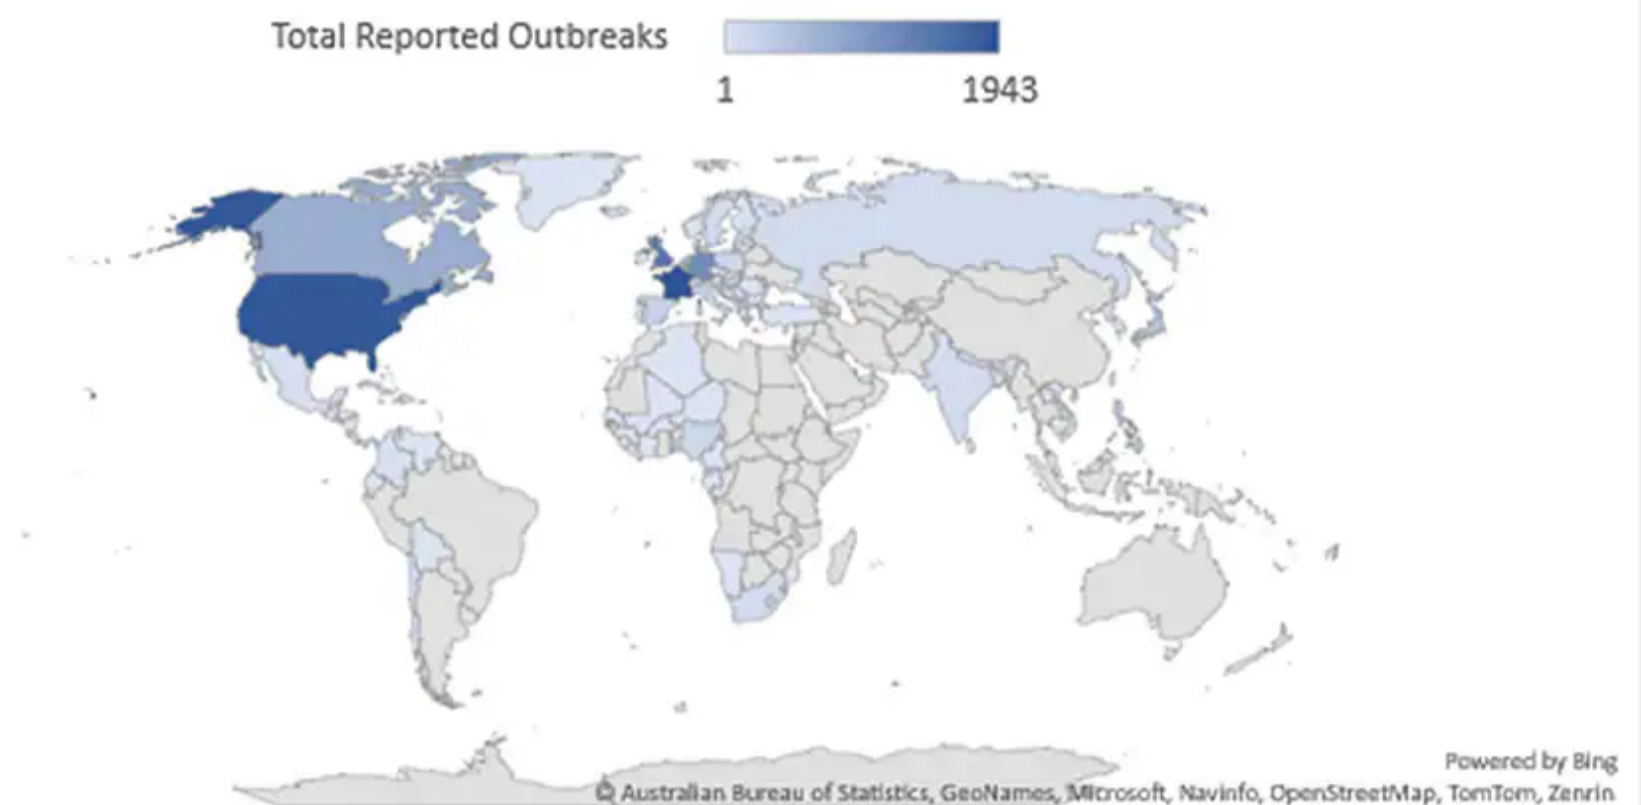 Total Reported Outbreaks
1
1943
Powered by Bing
© Australian Bureau of Statistics, GeoNames, Microsoft, Navinfo, OpenStreetMap, TomTom, Zenrin